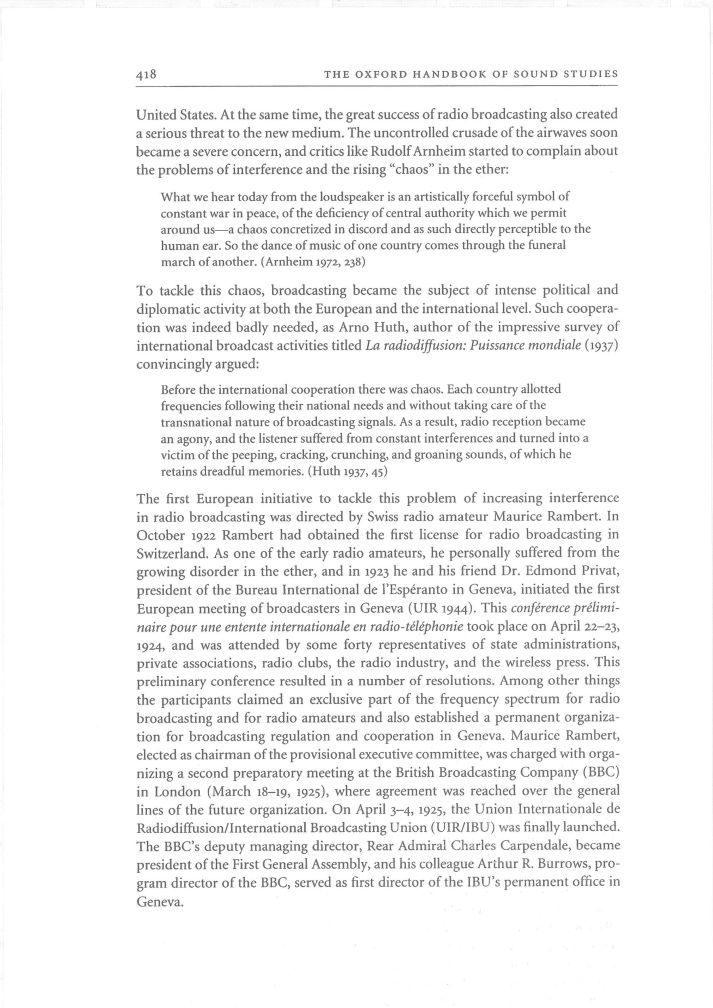 418
THE OXFORD HANDBOOK OF SOUND STUDIES
United States. At the same time, the great success of radio broadcasting also created
a serious threat to the new medium. The uncontrolled crusade of the airwaves soon
became a severe concern, and critics like Rudolf Arnheim started to complain about
the problems of interference and the rising “chaos” in the ether:
What we hear today from the loudspeaker is an artistically forceful symbol of
constant war in peace, of the deficiency of central authority which we permit
around us—a chaos concretized in discord and as such directly perceptible to the
human ear. So the dance of music of one country comes through the funeral
march of another. (Arnheim 1972, 238)
To tackle this chaos, broadcasting became the subject of intense political and
diplomatic activity at both the European and the international level. Such coopera-
tion was indeed badly needed, as Arno Huth, author of the impressive survey of
international broadcast activities titled La radiodiffusion: Puissance mondiale (1937)
convincingly argued:
Before the international cooperation there was chaos. Each country allotted
frequencies following their national needs and without taking care of the
transnational nature of broadcasting signals. As a result, radio reception became
an agony, and the listener suffered from constant interferences and turned into a
victim of the peeping, cracking, crunching, and groaning sounds, of which he
retains dreadful memories. (Huth 1937, 45)
The first European initiative to tackle this problem of increasing interference
in radio broadcasting was directed by Swiss radio amateur Maurice Rambert. In
October 1922 Rambert had obtained the first license for radio broadcasting in
Switzerland. As one of the early radio amateurs, he personally suffered from the
growing disorder in the ether, and in 1923 he and his friend Dr. Edmond Privat,
president of the Bureau International de l’Espéranto in Geneva, initiated the first
European meeting of broadcasters in Geneva (UIR 1944). This conférence prélimi-
naire pour une entente internationale en radio-téléphonie took place on April 22–23,
1924, and was attended by some forty representatives of state administrations,
private associations, radio clubs, the radio industry, and the wireless press. This
preliminary conference resulted in a number of resolutions. Among other things
the participants claimed an exclusive part of the frequency spectrum for radio
broadcasting and for radio amateurs and also established a permanent organiza-
tion for broadcasting regulation and cooperation in Geneva. Maurice Rambert,
elected as chairman of the provisional executive committee, was charged with orga-
nizing a second preparatory meeting at the British Broadcasting Company (BBC)
in London (March 18–19, 1925), where agreement was reached over the general
lines of the future organization. On April 3–4, 1925, the Union Internationale de
Radiodiffusion/International Broadcasting Union (UIR/IBU) was finally launched.
The BBC’s deputy managing director, Rear Admiral Charles Carpendale, became
president of the First General Assembly, and his colleague Arthur R. Burrows, pro-
gram director of the BBC, served as first director of the IBU’s permanent office in
Geneva.